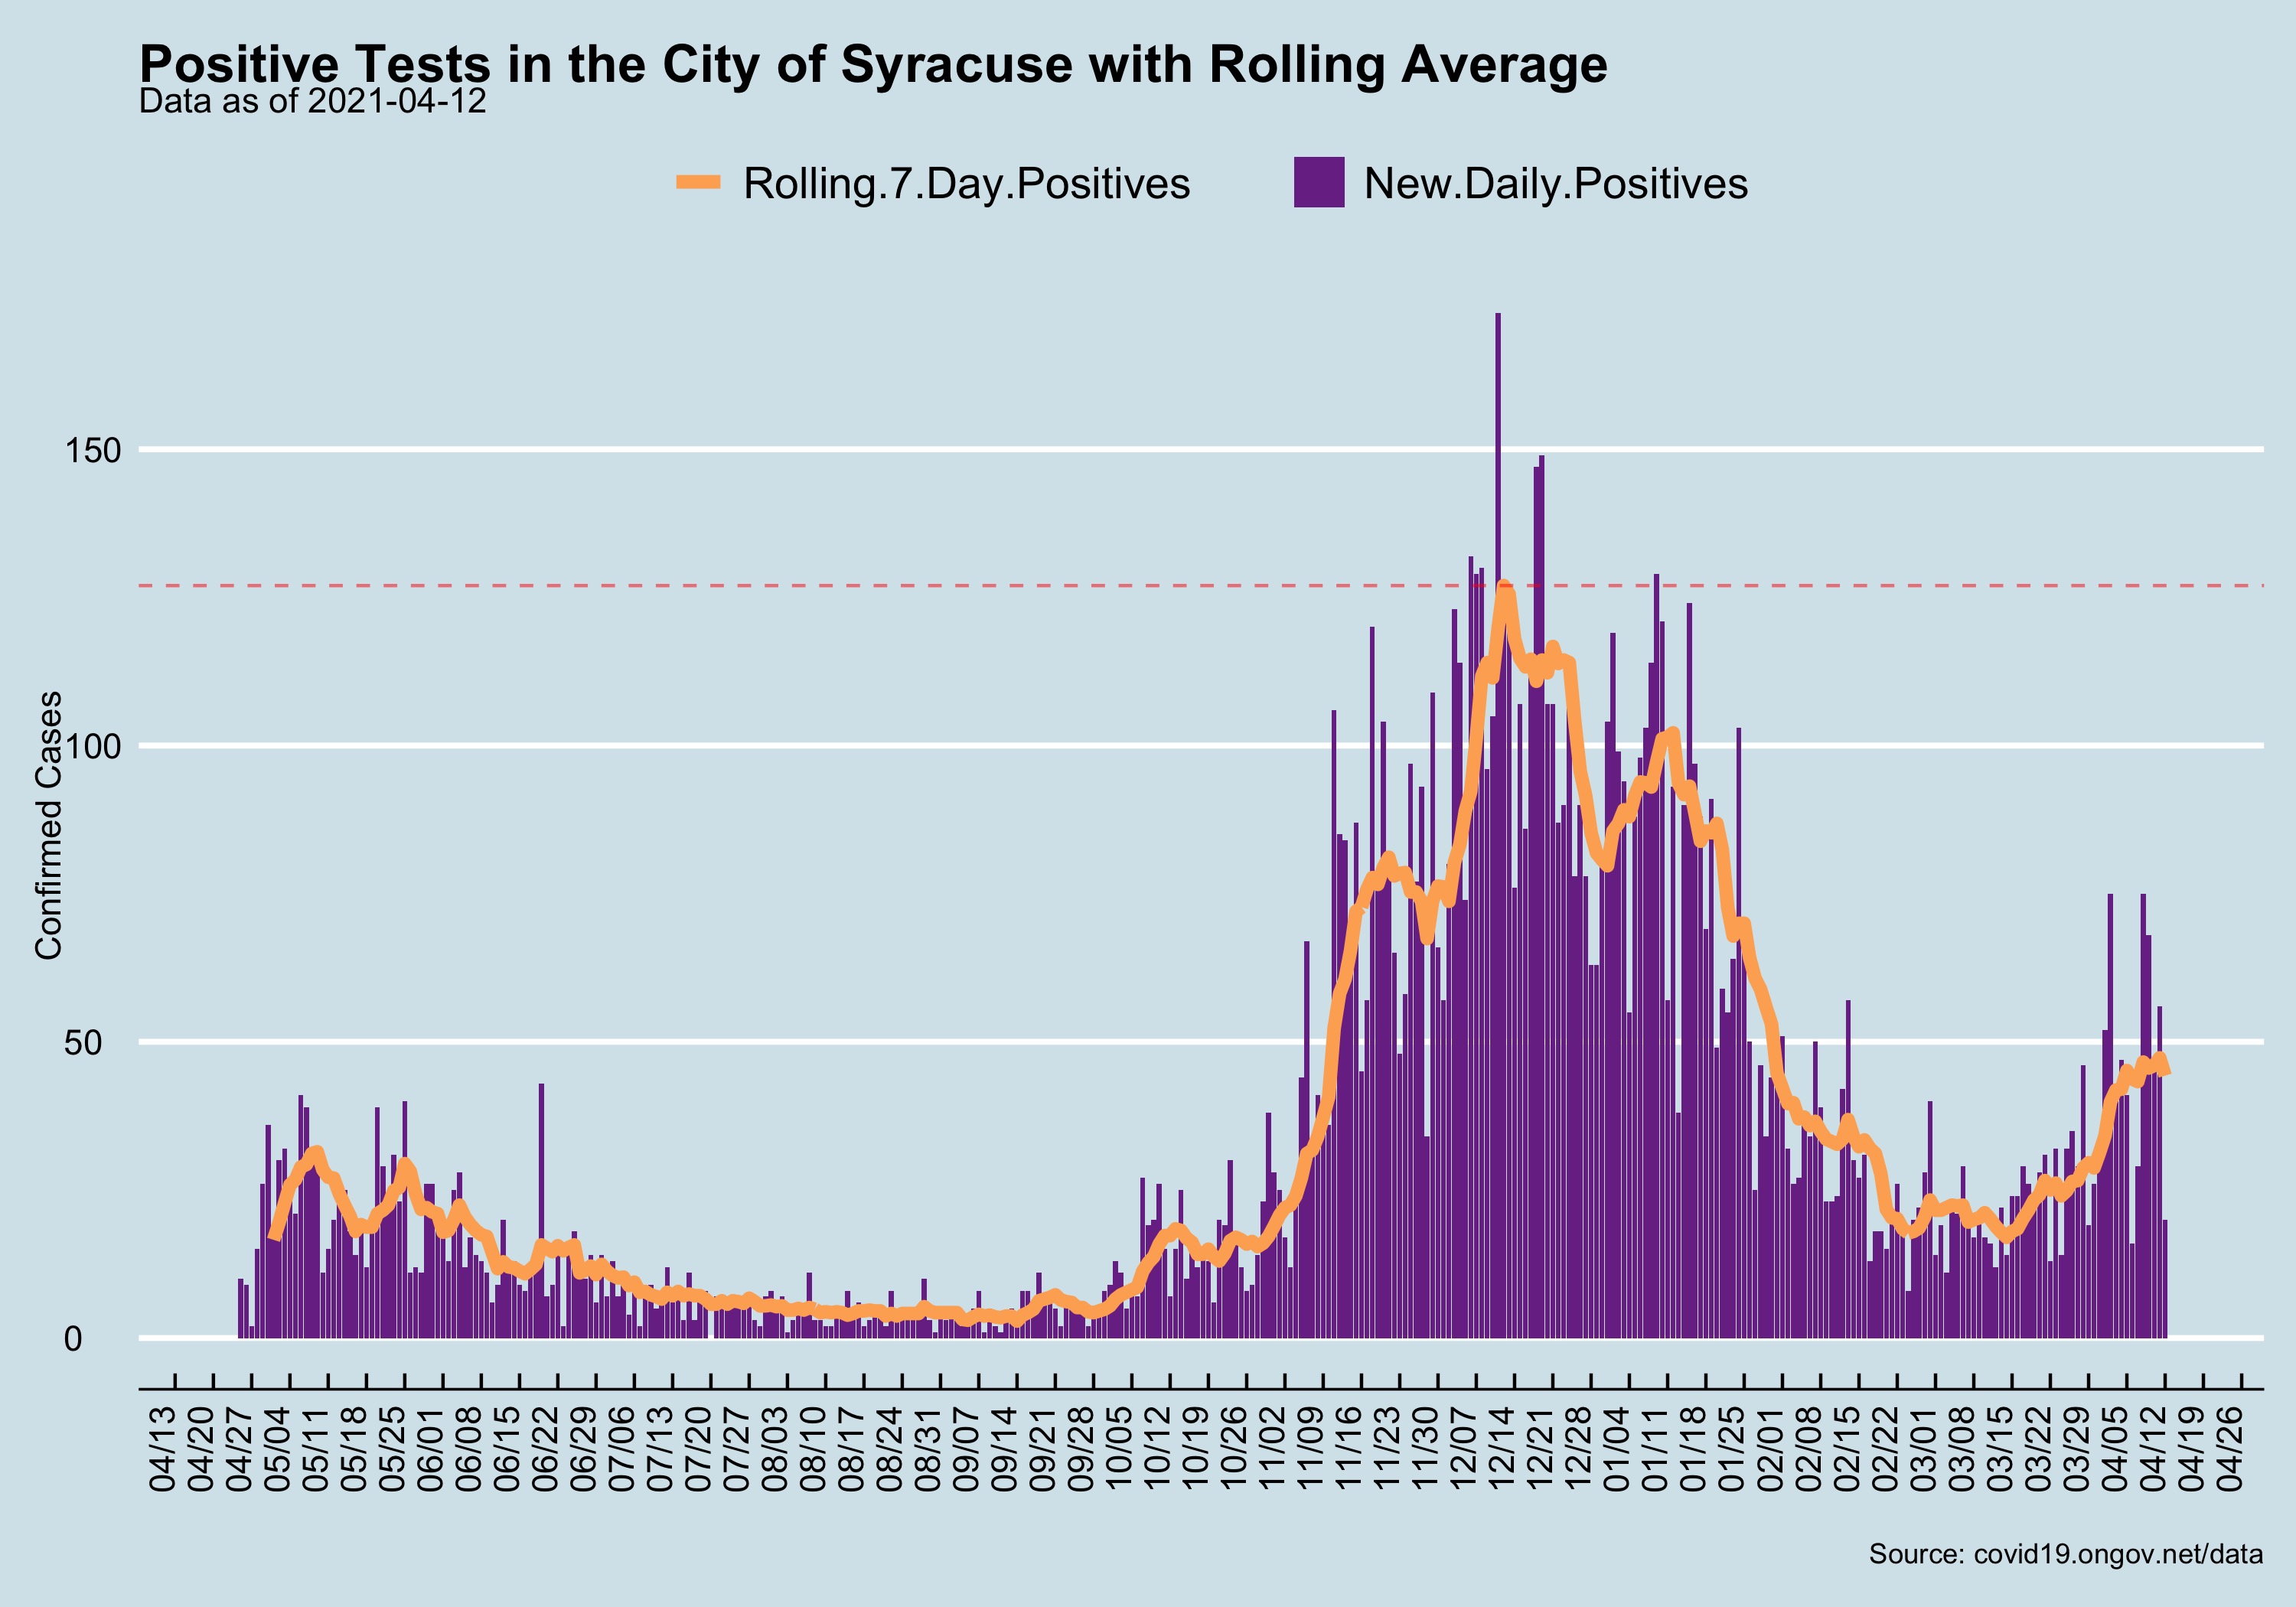 Positive Tests in the City of Syracuse with Rolling Average
Data as of 2021-04-12
Rolling.7.Day.Positives New.Daily.Positives
150
100
50
0
Confirmed Cases
04/13 04/20 04/27 05/04 05/11 05/18 05/25 06/01 06/08 06/15 06/22 06/29 07/06 07/13 07/20 07/27 08/03 08/10 08/17 08/24 08/31 09/07 09/14 09/21 09/28 10/05 10/12 10/19 10/26 11/02 11/09 11/16 11/23 11/30 12/07 12/14 12/21 12/28 01/04 01/11 01/18 01/25 02/01 02/08 02/15 02/22 03/01 03/08 03/15 03/22 03/29 04/05 04/12 04/19 04/26
Source: covid19.ongov.net/data